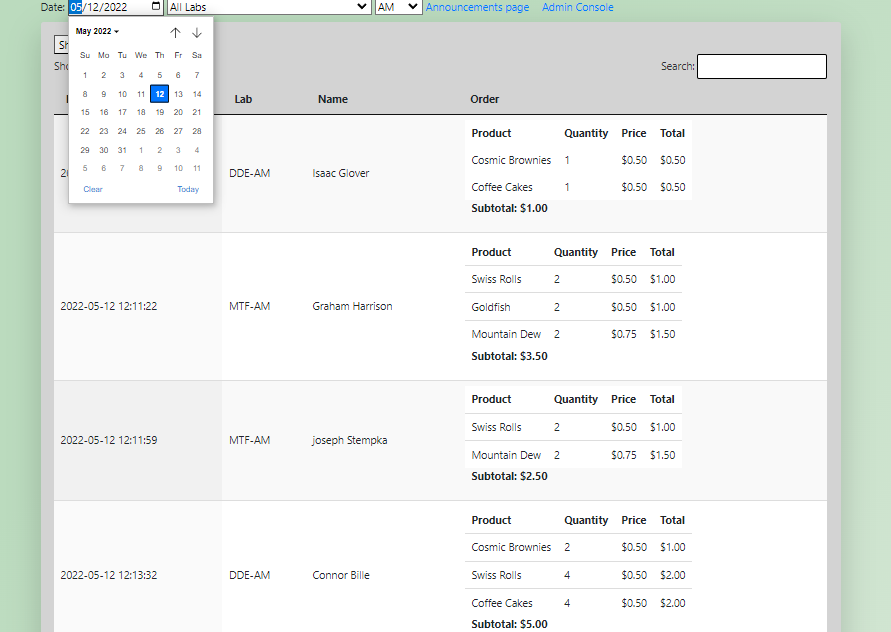 Date: 05/12/2022 All Labs AM Announcements page Admin Console
May 2022
Su Mo Tu We Th Fr Sa
1 2 3 4 5 6 7
8 9 10 11 12 13 14
15 16 17 18 19 20 21
22 23 24 25 26 27 28
29 30 31 1 2 3 4
5 6 7 8 9 10 11
Clear Today
Search:
Lab Name Order
DDE-AM Isaac Glover
Product Quantity Price Total
Cosmic Brownies 1 $0.50 $0.50
Coffee Cakes 1 $0.50 $0.50
Subtotal: $1.00
2022-05-12 12:11:22 MTF-AM Graham Harrison
Product Quantity Price Total
Swiss Rolls 2 $0.50 $1.00
Goldfish 2 $0.50 $1.00
Mountain Dew 2 $0.75 $1.50
Subtotal: $3.50
2022-05-12 12:11:59 MTF-AM joseph Stempka
Product Quantity Price Total
Swiss Rolls 2 $0.50 $1.00
Mountain Dew 2 $0.75 $1.50
Subtotal: $2.50
2022-05-12 12:13:32 DDE-AM Connor Bille
Product Quantity Price Total
Cosmic Brownies 2 $0.50 $1.00
Swiss Rolls 4 $0.50 $2.00
Coffee Cakes 4 $0.50 $2.00
Subtotal: $5.00